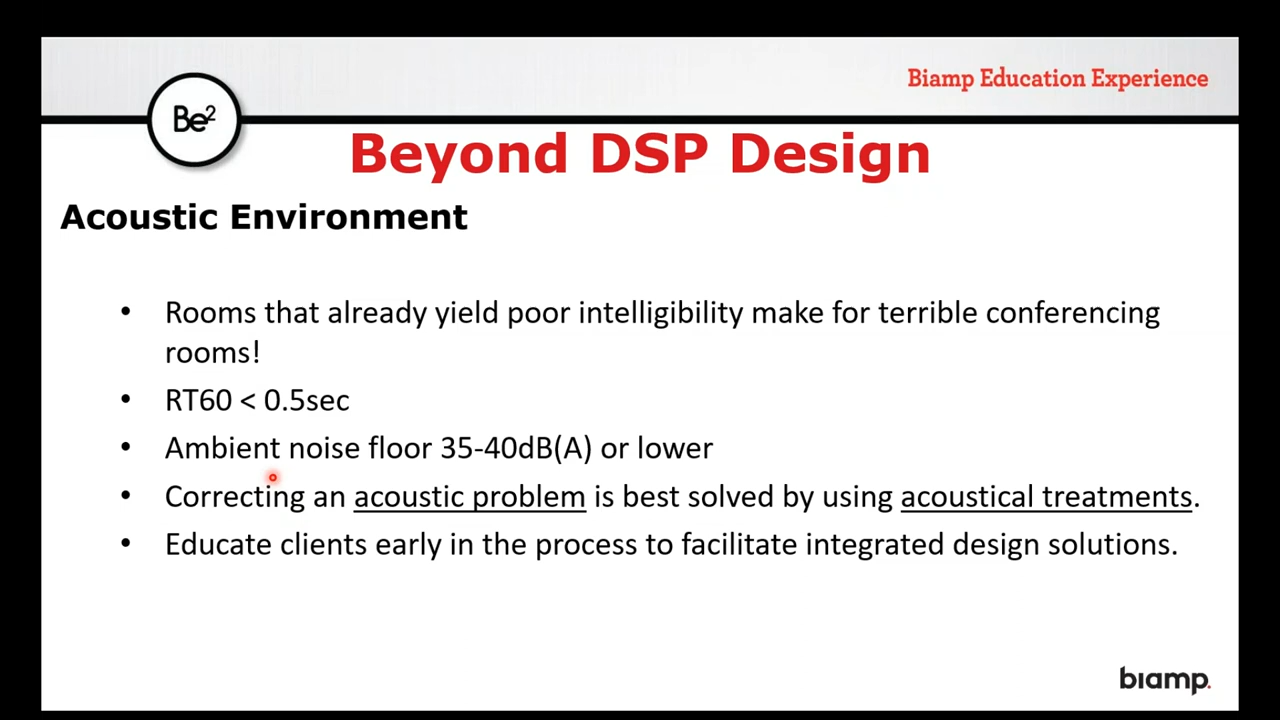 Biamp Education Experience
Be²
Beyond DSP Design
Acoustic Environment
• Rooms that already yield poor intelligibility make for terrible conferencing
rooms!
• RT60 < 0.5sec
• Ambient noise floor 35-40dB(A) or lower
• Correcting an acoustic problem is best solved by using acoustical treatments.
• Educate clients early in the process to facilitate integrated design solutions.
biamp.